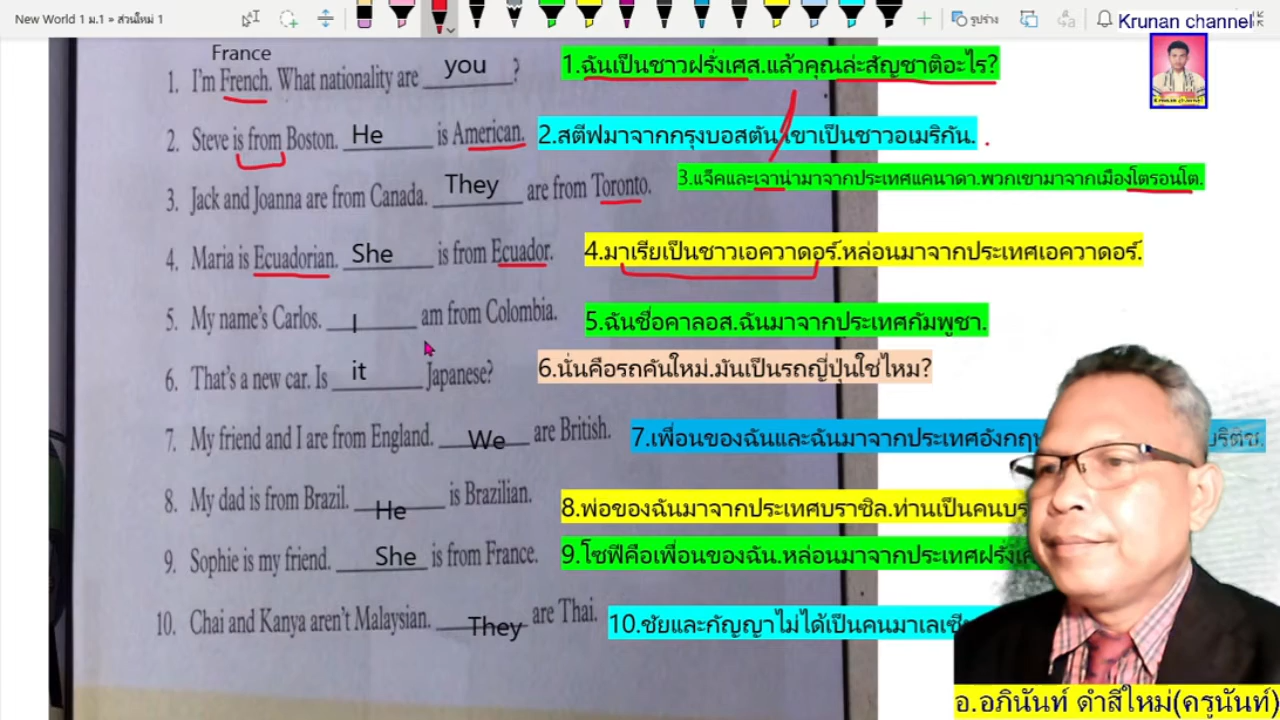 New World 1 ม.1 » ส่วนใหม่ 1
รูปร่าง
Krunan channel
France
1. I'm French. What nationality are you ? 1.ฉันเป็นชาวฝรั่งเศส.แล้วคุณล่ะสัญชาติอะไร?
2. Steve is from Boston. He is American. 2.สตีฟมาจากกรุงบอสตัน เขาเป็นชาวอเมริกัน.
3. Jack and Joanna are from Canada. They are from Toronto. 3.แจ็คและเจาน่ามาจากประเทศแคนาดา.พวกเขามาจากเมืองโตรอนโต.
4. Maria is Ecuadorian. She is from Ecuador. 4.มาเรียเป็นชาวเอควาดอร์.หล่อนมาจากประเทศเอควาดอร์.
5. My name's Carlos. I am from Colombia. 5.ฉันชื่อคาลอส.ฉันมาจากประเทศกัมพูชา.
6. That's a new car. Is it Japanese? 6.นั่นคือรถคันใหม่.มันเป็นรถญี่ปุ่นใช่ไหม?
7. My friend and I are from England. We are British. 7.เพื่อนของฉันและฉันมาจากประเทศอังกฤษ
8. My dad is from Brazil. He is Brazilian. 8.พ่อของฉันมาจากประเทศบราซิล.ท่านเป็นคนบร
9. Sophie is my friend. She is from France. 9.โซฟีคือเพื่อนของฉัน.หล่อนมาจากประเทศฝรั่งเศ
10. Chai and Kanya aren't Malaysian. They are Thai. 10.ชัยและกัญญาไม่ได้เป็นคนมาเลเซีย
อ.อภินันท์ ดำสีใหม่(ครูนันท์)